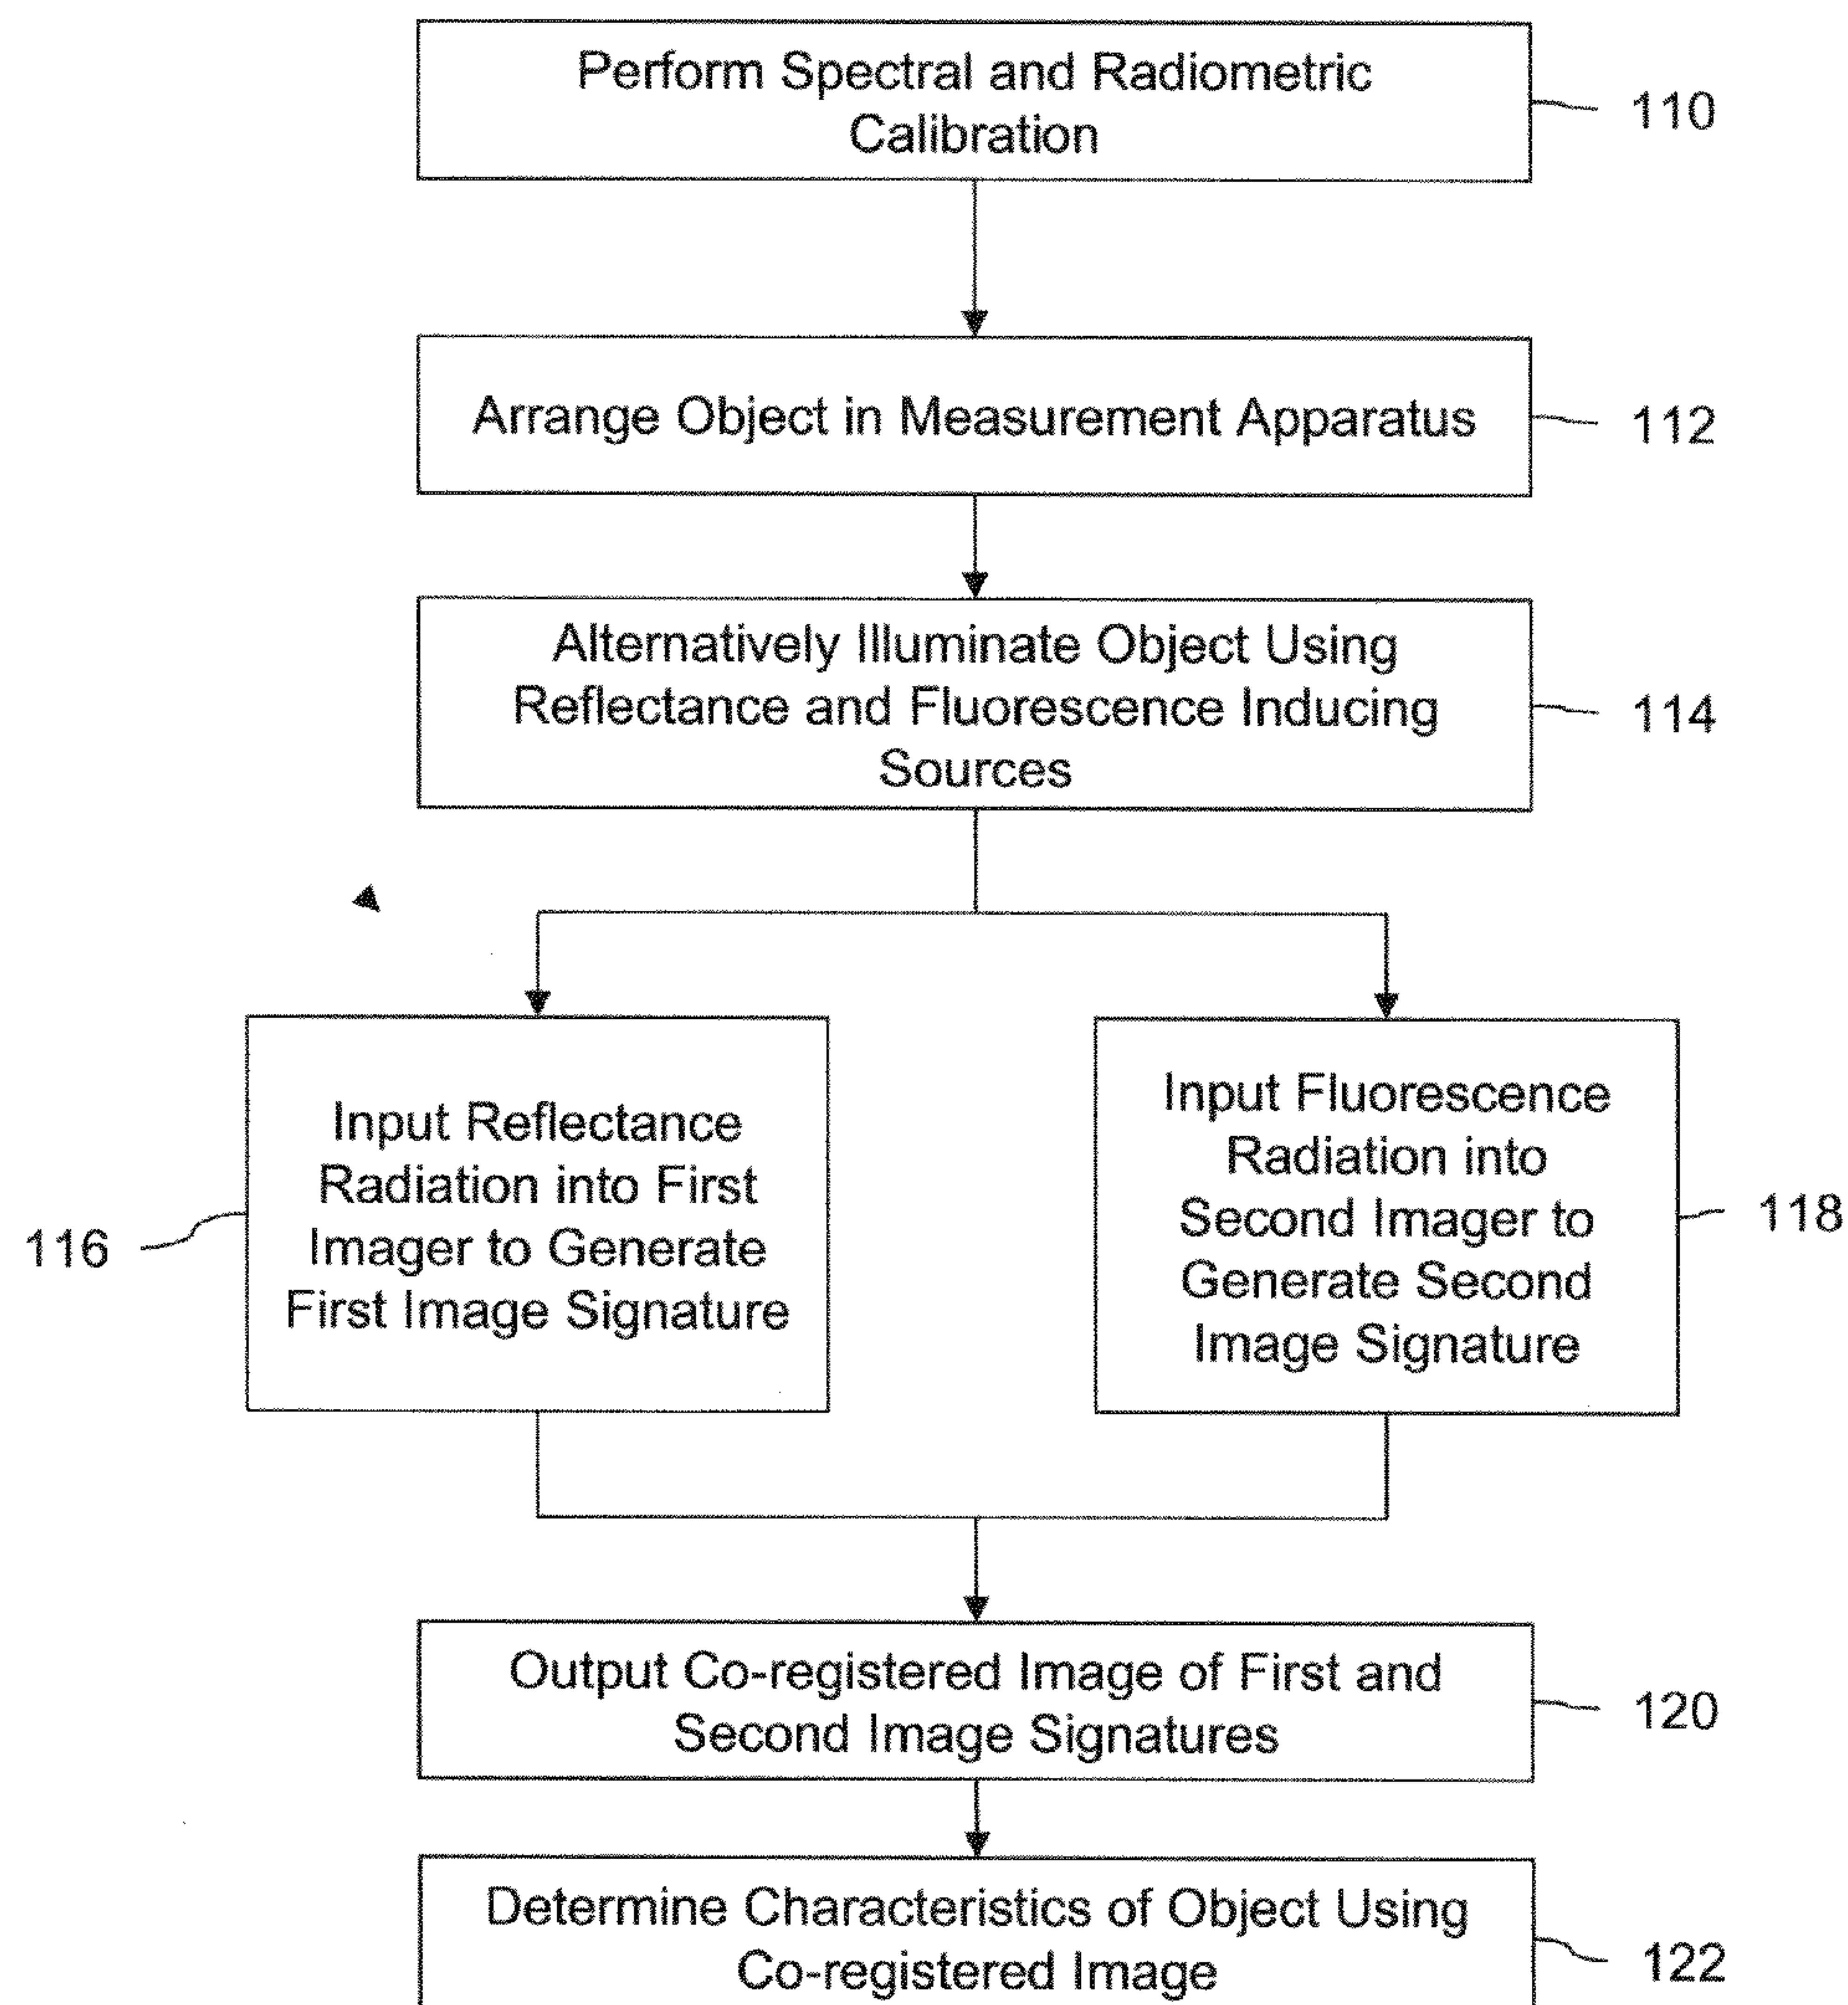 Perform Spectral and Radiometric
Calibration
110
Arrange Object in Measurement Apparatus
112
Alternatively Illuminate Object Using
Reflectance and Fluorescence Inducing
Sources
114
Input Reflectance
Radiation into First
Imager to Generate
First Image Signature
116
Input Fluorescence
Radiation into
Second Imager to
Generate Second
Image Signature
118
Output Co-registered Image of First and
Second Image Signatures
120
Determine Characteristics of Object Using
Co-registered Image
122